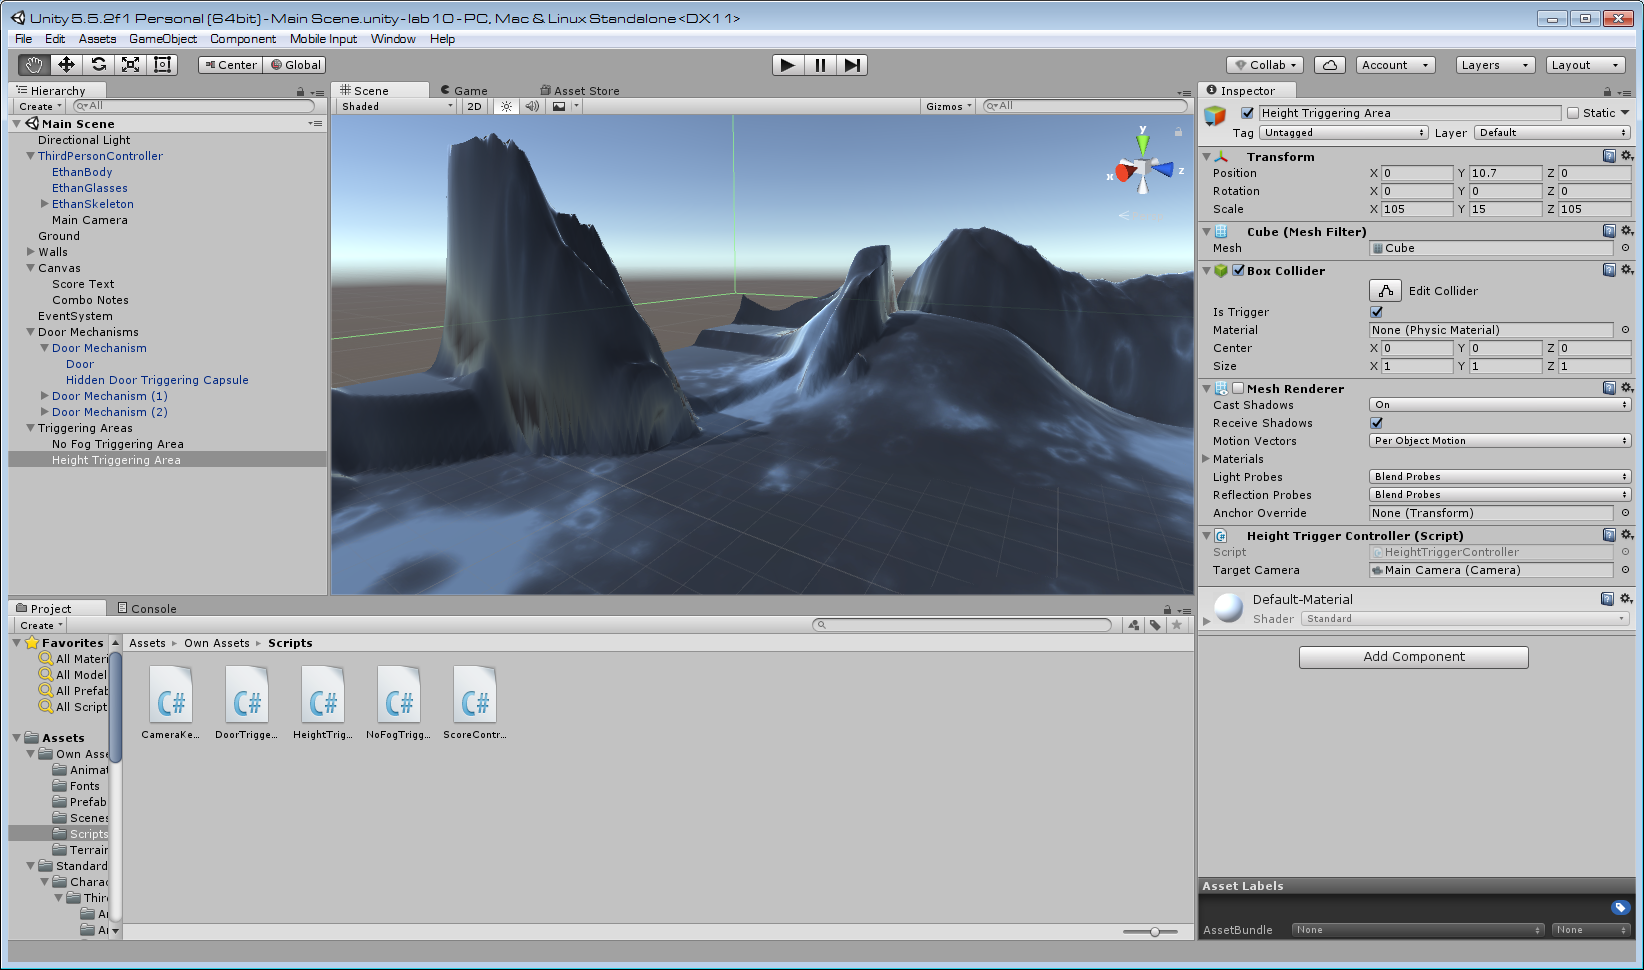 Unity 5.5.2f1 Personal (64bit) - Main Scene.unity - lab10 - PC, Mac & Linux Standalone <DX11>
File Edit Assets GameObject Component Mobile Input Window Help
Center Global Collab Account Layers Layout
Hierarchy
Create All
Main Scene
Directional Light
ThirdPersonController
EthanBody
EthanGlasses
EthanSkeleton
Main Camera
Ground
Walls
Canvas
Score Text
Combo Notes
EventSystem
Door Mechanisms
Door Mechanism
Door
Hidden Door Triggering Capsule
Door Mechanism (1)
Door Mechanism (2)
Triggering Areas
No Fog Triggering Area
Height Triggering Area
Scene Game Asset Store
Shaded 2D Gizmos All
y
x z
Inspector
Height Triggering Area Static
Tag Untagged Layer Default
Transform
Position X 0 Y 10.7 Z 0
Rotation X 0 Y 0 Z 0
Scale X 105 Y 15 Z 105
Cube (Mesh Filter)
Mesh Cube
Box Collider
Edit Collider
Is Trigger
Material None (Physic Material)
Center X 0 Y 0 Z 0
Size X 1 Y 1 Z 1
Mesh Renderer
Cast Shadows On
Receive Shadows
Motion Vectors Per Object Motion
Materials
Light Probes Blend Probes
Reflection Probes Blend Probes
Anchor Override None (Transform)
Height Trigger Controller (Script)
Script HeightTriggerController
Target Camera Main Camera (Camera)
Default-Material
Shader Standard
Add Component
Asset Labels
AssetBundle None None
Project Console
Create
Favorites
All Materi
All Model
All Prefab
All Script
Assets
Own Asse
Animat
Fonts
Prefab
Scenes
Scripts
Terrair
Standard
Charac
Thir
Ar
Ar
Assets ▸ Own Assets ▸ Scripts
C# C# C# C# C#
CameraKe... DoorTrigge... HeightTrig... NoFogTrigg... ScoreContr...